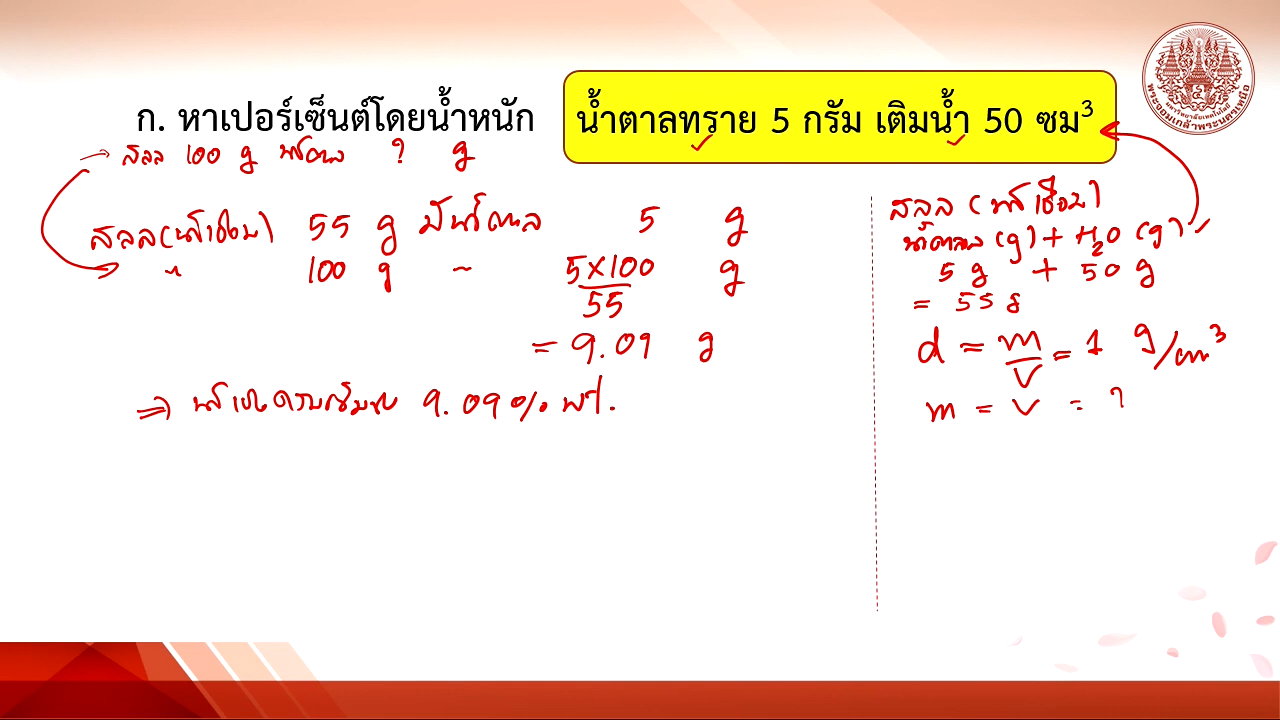 ก. หาเปอร์เซ็นต์โดยน้ำหนัก
น้ำตาลทราย 5 กรัม เติมน้ำ 50 ซม³
→ สลล 100 g น้ำตาล ? g
สลล(น้ำเชื่อม) 55 g มีน้ำตาล 5 g
" 100 g ~ 5×100/55 g
= 9.09 g
⇒ น้ำเชื่อม 9.09% w/w.
สลล (น้ำเชื่อม)
น้ำตาล (g) + H₂O (g)
5 g + 50 g
= 55 g
d = m/v = 1 g/cm³
m = v = ?